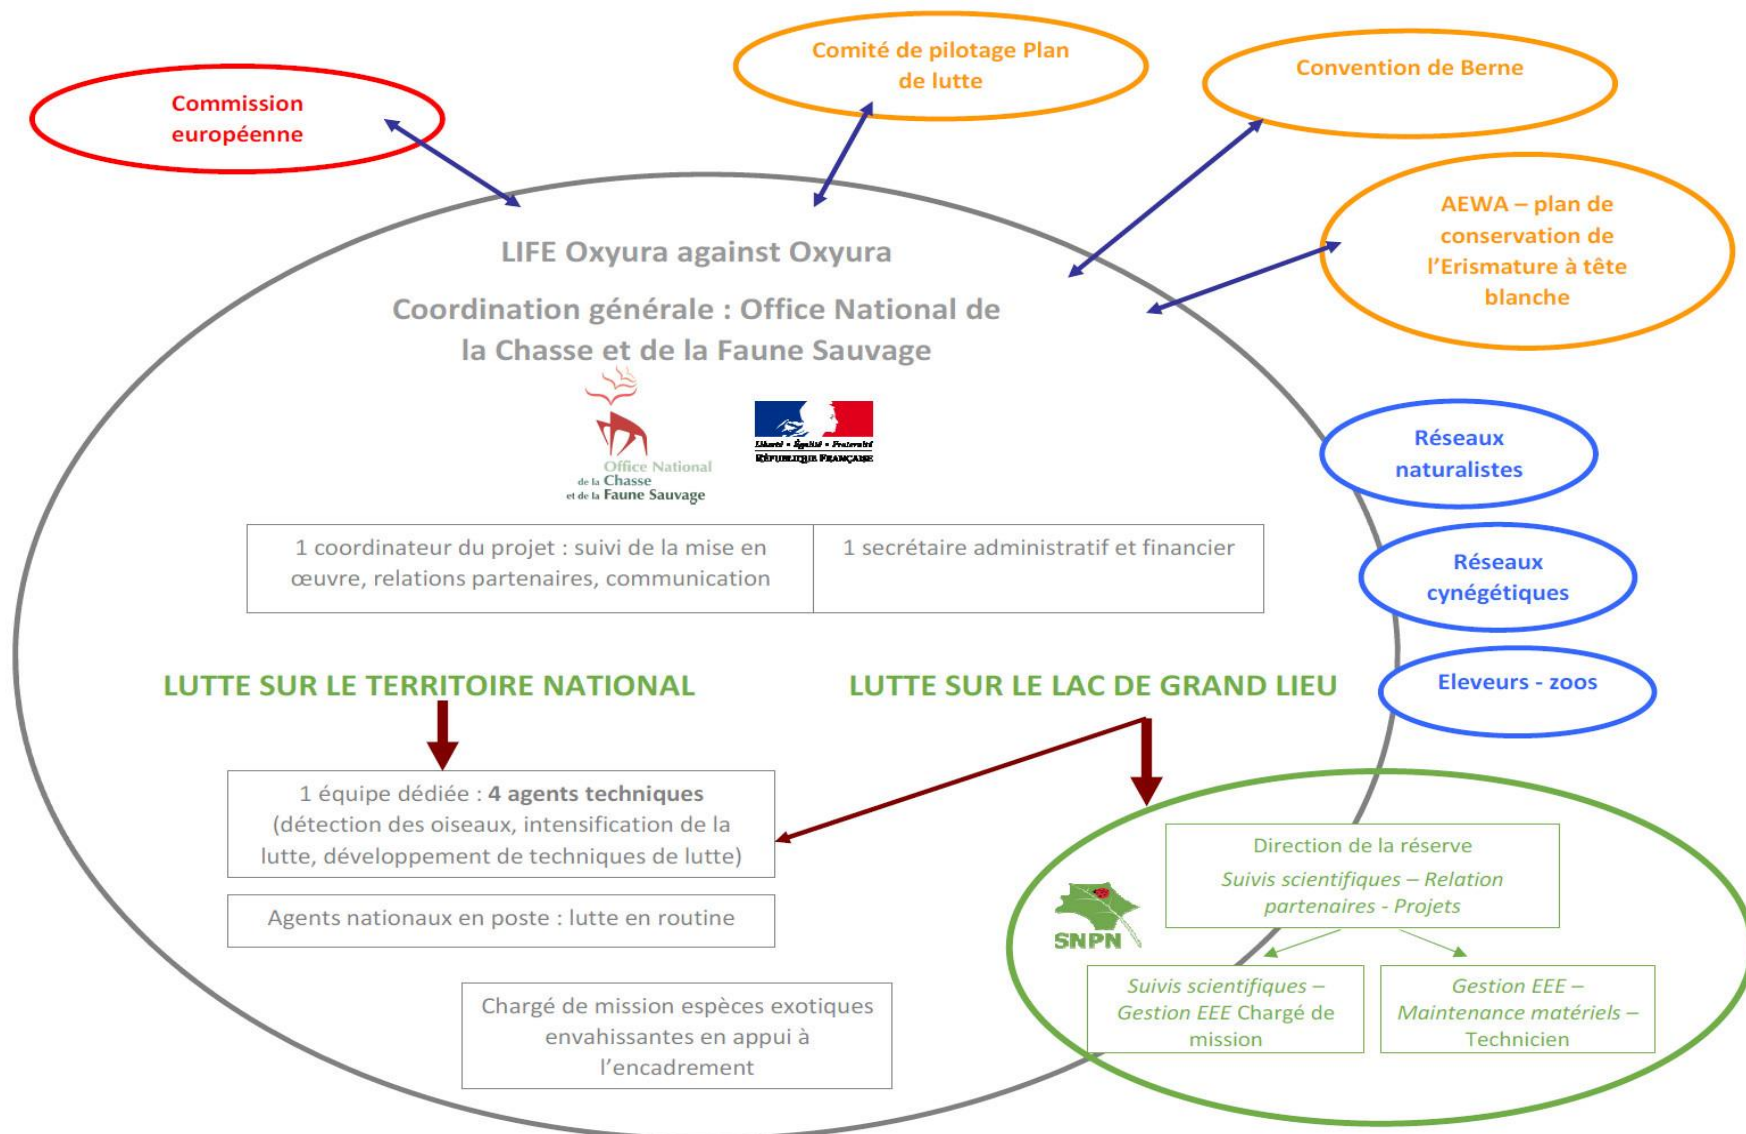 Commission
européenne
Comité de pilotage Plan
de lutte
Convention de Berne
AEWA – plan de
conservation de
l'Erismature à tête
blanche
LIFE Oxyura against Oxyura
Coordination générale : Office National de
la Chasse et de la Faune Sauvage
Office National
de la Chasse
et de la Faune Sauvage
Liberté • Égalité • Fraternité
RÉPUBLIQUE FRANÇAISE
Réseaux
naturalistes
Réseaux
cynégétiques
Eleveurs - zoos
1 coordinateur du projet : suivi de la mise en
œuvre, relations partenaires, communication
1 secrétaire administratif et financier
LUTTE SUR LE TERRITOIRE NATIONAL
LUTTE SUR LE LAC DE GRAND LIEU
1 équipe dédiée : 4 agents techniques
(détection des oiseaux, intensification de la
lutte, développement de techniques de lutte)
Agents nationaux en poste : lutte en routine
Chargé de mission espèces exotiques
envahissantes en appui à
l'encadrement
SNPN
Direction de la réserve
Suivis scientifiques – Relation
partenaires - Projets
Suivis scientifiques –
Gestion EEE Chargé de
mission
Gestion EEE –
Maintenance matériels –
Technicien